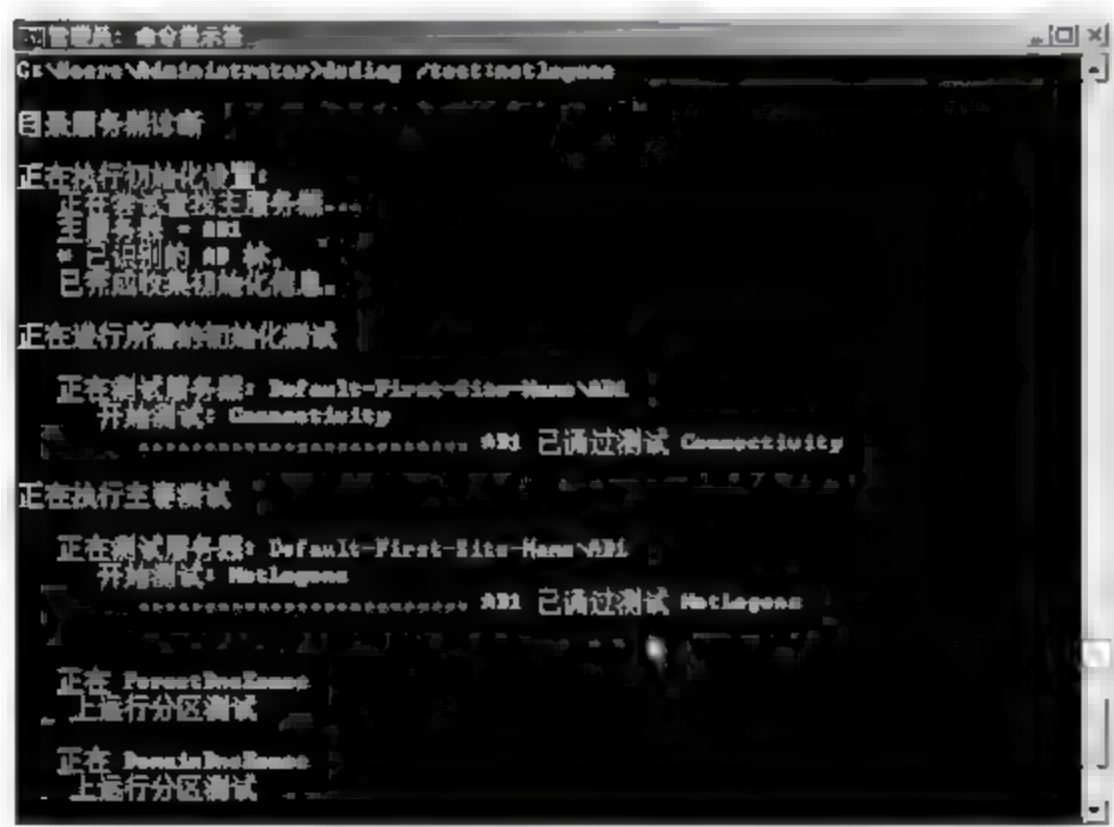 管理员: 命令提示符
C:\Users\Administrator>dcdiag /test:netlogons
目录服务器诊断
正在执行初始化设置:
正在尝试查找主服务器...
主服务器 = AD1
* 已识别的 AD 林。
已完成收集初始化信息。
正在进行所需的初始化测试
正在测试服务器: Default-First-Site-Name\AD1
开始测试: Connectivity
......................... AD1 已通过测试 Connectivity
正在执行主要测试
正在测试服务器: Default-First-Site-Name\AD1
开始测试: NetLogons
......................... AD1 已通过测试 NetLogons
正在 ForestDnsZones
上运行分区测试
正在 DomainDnsZones
上运行分区测试